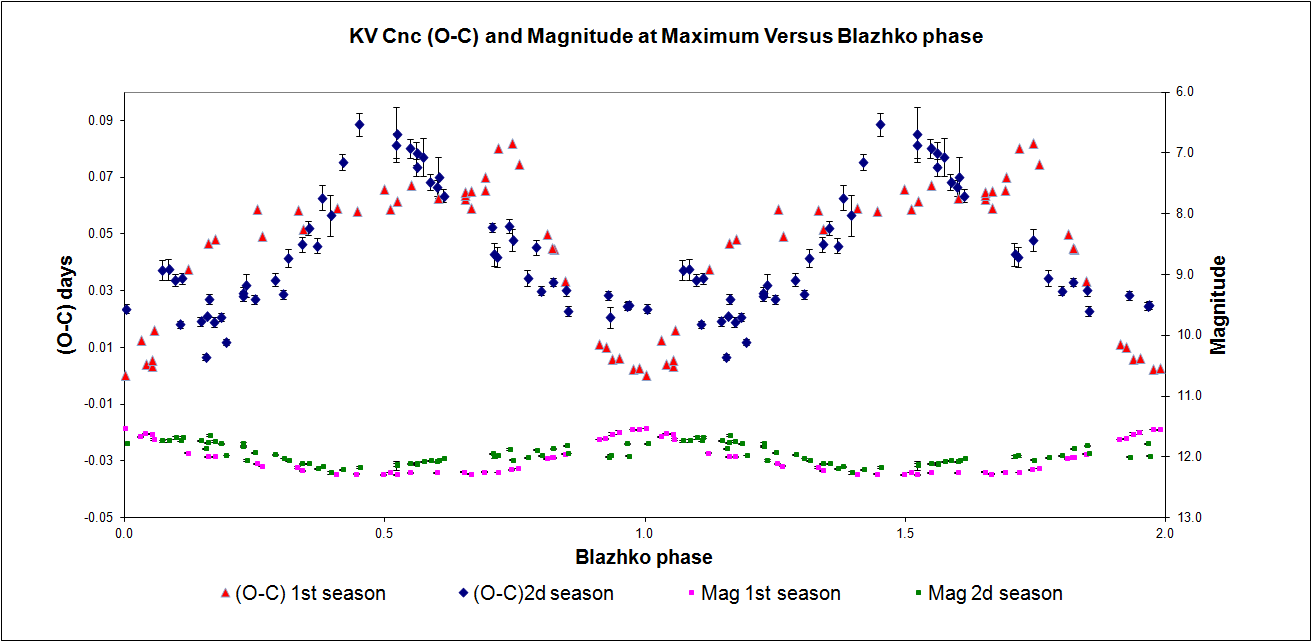 KV Cnc (O-C) and Magnitude at Maximum Versus Blazhko phase
0.09
0.07
0.05
0.03
0.01
-0.01
-0.03
-0.05
(O-C) days
6.0
7.0
8.0
9.0
10.0
11.0
12.0
13.0
Magnitude
0.0 0.5 1.0 1.5 2.0
Blazhko phase
(O-C) 1st season (O-C)2d season Mag 1st season Mag 2d season